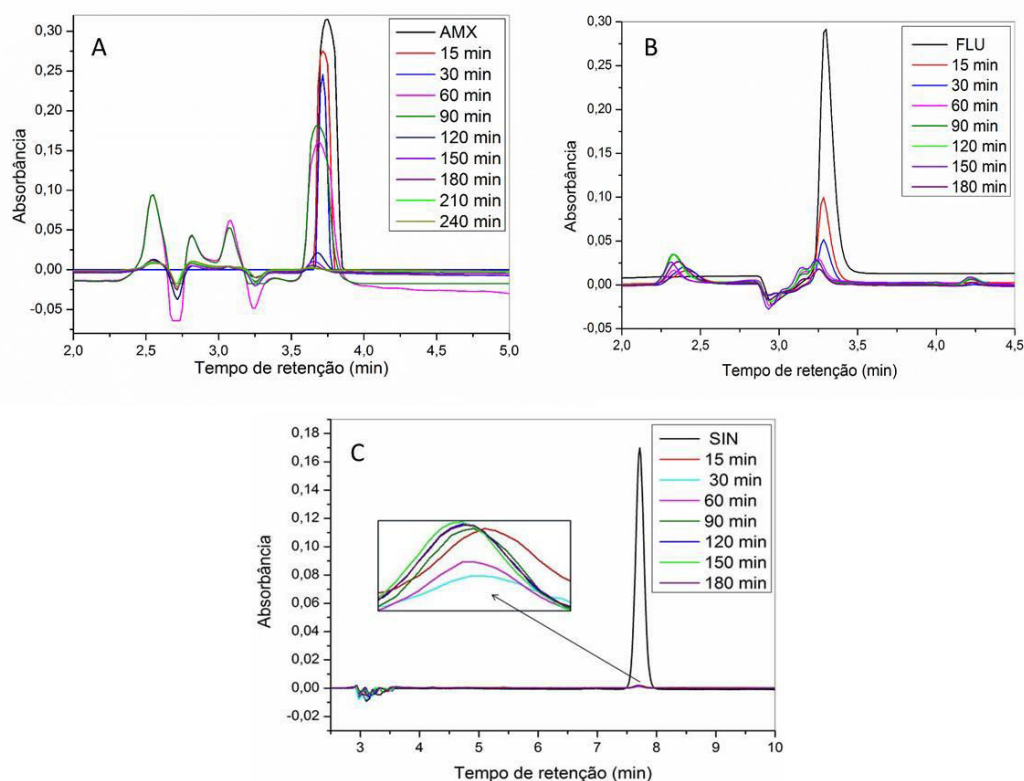 A
0,30
0,25
0,20
0,15
0,10
0,05
0,00
-0,05
Absorbância
2,0 2,5 3,0 3,5 4,0 4,5 5,0
Tempo de retenção (min)
AMX
15 min
30 min
60 min
90 min
120 min
150 min
180 min
210 min
240 min
B
0,30
0,25
0,20
0,15
0,10
0,05
0,00
-0,05
Absorbância
2,0 2,5 3,0 3,5 4,0 4,5
Tempo de retenção (min)
FLU
15 min
30 min
60 min
90 min
120 min
150 min
180 min
C
0,18
0,16
0,14
0,12
0,10
0,08
0,06
0,04
0,02
0,00
-0,02
Absorbância
3 4 5 6 7 8 9 10
Tempo de retenção (min)
SIN
15 min
30 min
60 min
90 min
120 min
150 min
180 min